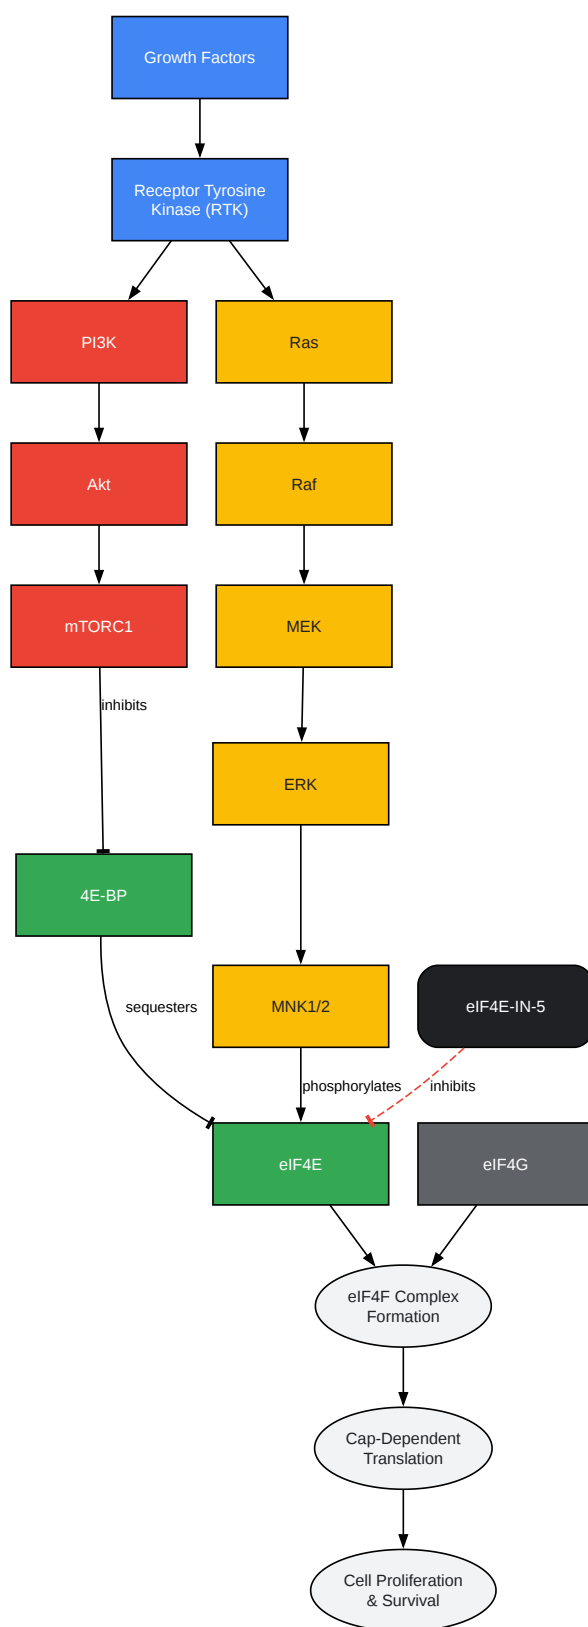 Growth Factors
Receptor Tyrosine
Kinase (RTK)
PI3K
Ras
Akt
Raf
mTORC1
MEK
inhibits
ERK
4E-BP
sequesters
MNK1/2
eIF4E-IN-5
phosphorylates
inhibits
eIF4E
eIF4G
eIF4F Complex
Formation
Cap-Dependent
Translation
Cell Proliferation
& Survival